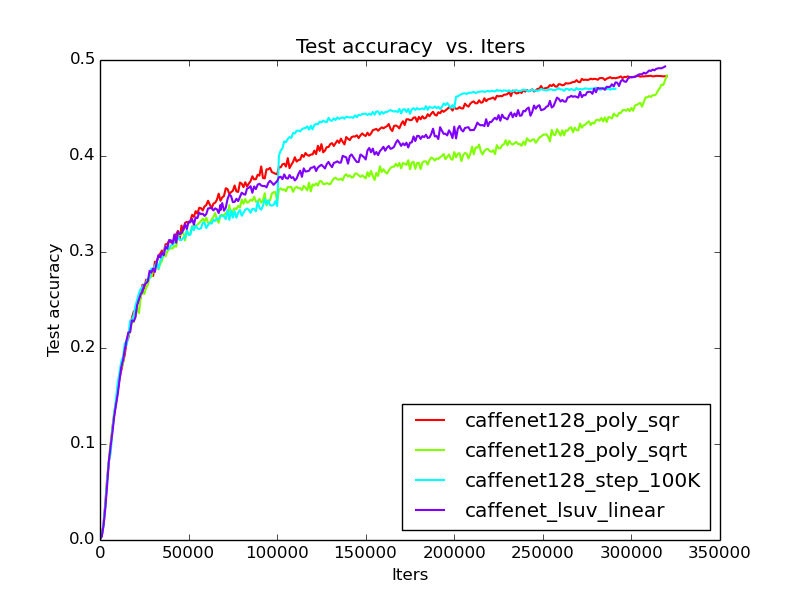 Test accuracy  vs. Iters
0.5
0.4
0.3
0.2
0.1
0.0
Test accuracy
0
50000
100000
150000
200000
250000
300000
350000
Iters
caffenet128_poly_sqr
caffenet128_poly_sqrt
caffenet128_step_100K
caffenet_lsuv_linear